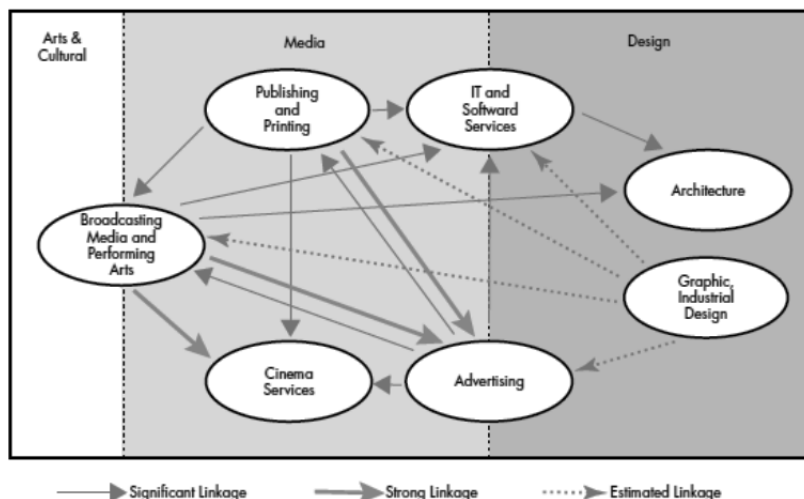 Arts &
Cultural
Media
Design
Publishing
and
Printing
IT and
Softward
Services
Architecture
Broadcasting
Media and
Performing
Arts
Graphic,
Industrial
Design
Cinema
Services
Advertising
Significant Linkage
Strong Linkage
Estimated Linkage